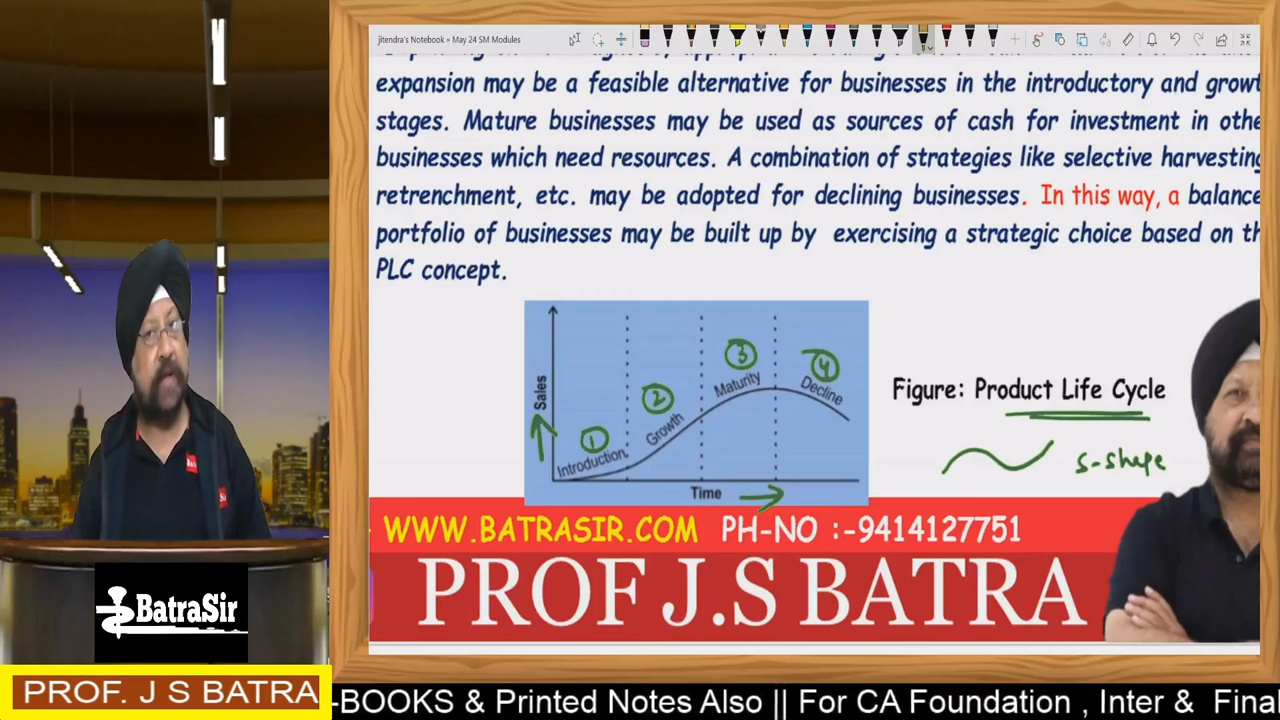 jitendra's Notebook » May 24 SM Modules
expansion may be a feasible alternative for businesses in the introductory and growt
stages. Mature businesses may be used as sources of cash for investment in othe
businesses which need resources. A combination of strategies like selective harvesting
retrenchment, etc. may be adopted for declining businesses. In this way, a balance
portfolio of businesses may be built up by exercising a strategic choice based on th
PLC concept.
Sales
1
Introduction
2
Growth
3
Maturity
4
Decline
Time
Figure: Product Life Cycle
S-shape
WWW.BATRASIR.COM PH-NO :-9414127751
PROF J.S BATRA
BatraSir
PROF. J S BATRA
-BOOKS & Printed Notes Also || For CA Foundation , Inter & Final